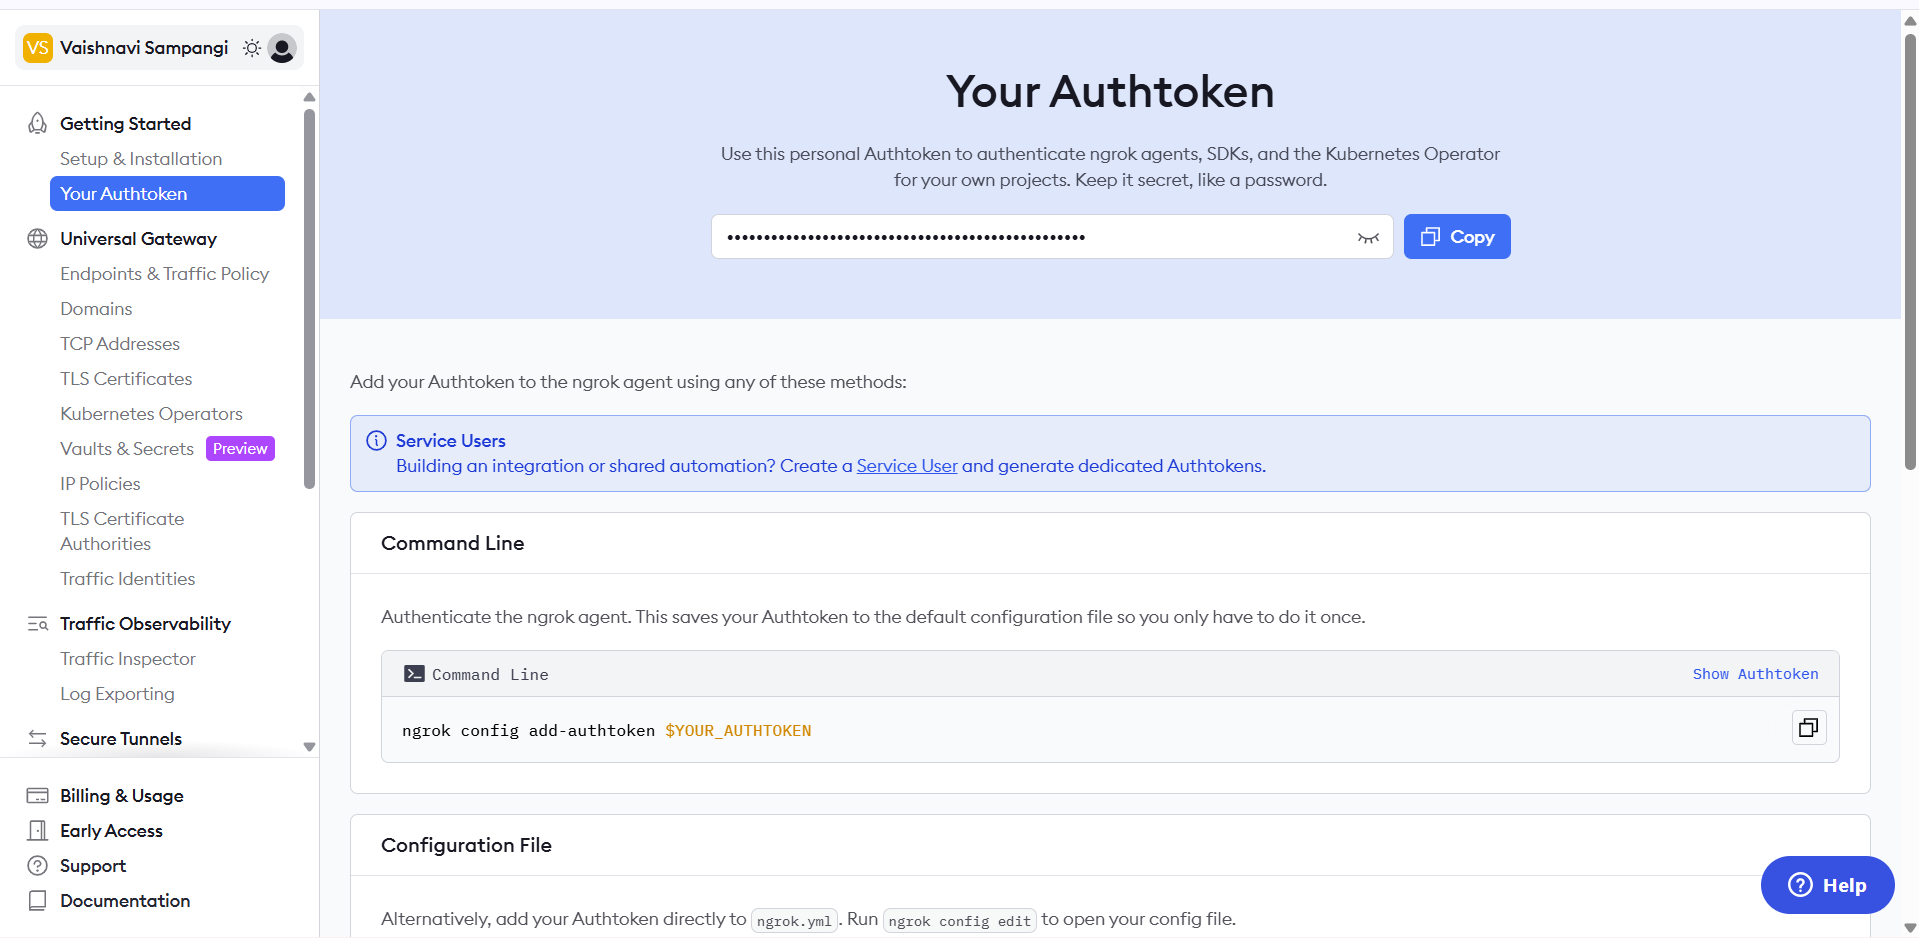 VS Vaishnavi Sampangi
Getting Started
Setup & Installation
Your Authtoken
Universal Gateway
Endpoints & Traffic Policy
Domains
TCP Addresses
TLS Certificates
Kubernetes Operators
Vaults & Secrets Preview
IP Policies
TLS Certificate
Authorities
Traffic Identities
Traffic Observability
Traffic Inspector
Log Exporting
Secure Tunnels
Billing & Usage
Early Access
Support
Documentation
Your Authtoken
Use this personal Authtoken to authenticate ngrok agents, SDKs, and the Kubernetes Operator
for your own projects. Keep it secret, like a password.
Copy
Add your Authtoken to the ngrok agent using any of these methods:
Service Users
Building an integration or shared automation? Create a Service User and generate dedicated Authtokens.
Command Line
Authenticate the ngrok agent. This saves your Authtoken to the default configuration file so you only have to do it once.
Command Line Show Authtoken
ngrok config add-authtoken $YOUR_AUTHTOKEN
Configuration File
Alternatively, add your Authtoken directly to ngrok.yml. Run ngrok config edit to open your config file.
Help